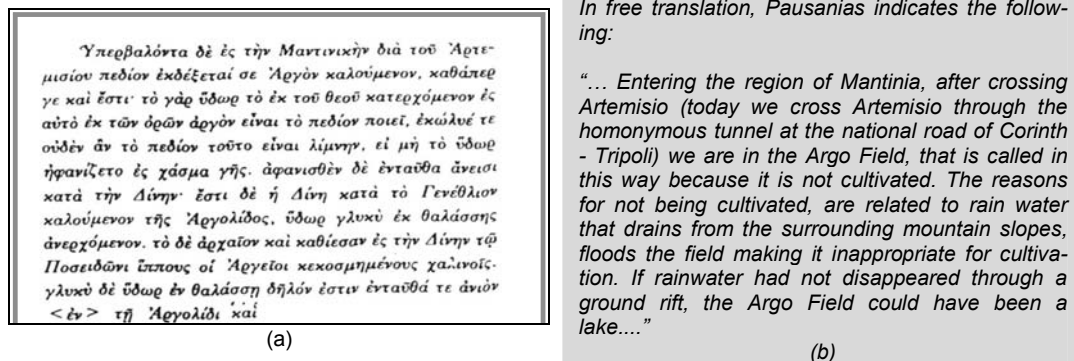 Ὑπερβαλόντα δὲ ἐς τὴν Μαντινικὴν διὰ τοῦ Ἀρτε-
μισίου πεδίον ἐκδέξεταί σε Ἀργὸν καλούμενον, καθάπερ
γε καὶ ἔστι· τὸ γὰρ ὕδωρ τὸ ἐκ τοῦ θεοῦ κατερχόμενον ἐς
αὐτὸ ἐκ τῶν ὀρῶν ἀργὸν εἶναι τὸ πεδίον ποιεῖ, ἐκώλυέ τε
οὐδὲν ἂν τὸ πεδίον τοῦτο εἶναι λίμνην, εἰ μὴ τὸ ὕδωρ
ἠφανίζετο ἐς χάσμα γῆς. ἀφανισθὲν δὲ ἐνταῦθα ἄνεισι
κατὰ τὴν Δίνην· ἔστι δὲ ἡ Δίνη κατὰ τὸ Γενέθλιον
καλούμενον τῆς Ἀργολίδος, ὕδωρ γλυκὺ ἐκ θαλάσσης
ἀνερχόμενον. τὸ δὲ ἀρχαῖον καὶ καθίεσαν ἐς τὴν Δίνην τῷ
Ποσειδῶνι ἵππους οἱ Ἀργεῖοι κεκοσμημένους χαλινοῖς.
γλυκὺ δὲ ὕδωρ ἐν θαλάσσῃ δῆλόν ἐστιν ἐνταῦθά τε ἀνιὸν
<ἐν> τῇ Ἀργολίδι καὶ
(a)
In free translation, Pausanias indicates the follow-
ing:
“… Entering the region of Mantinia, after crossing
Artemisio (today we cross Artemisio through the
homonymous tunnel at the national road of Corinth
- Tripoli) we are in the Argo Field, that is called in
this way because it is not cultivated. The reasons
for not being cultivated, are related to rain water
that drains from the surrounding mountain slopes,
floods the field making it inappropriate for cultiva-
tion. If rainwater had not disappeared through a
ground rift, the Argo Field could have been a
lake....”
(b)